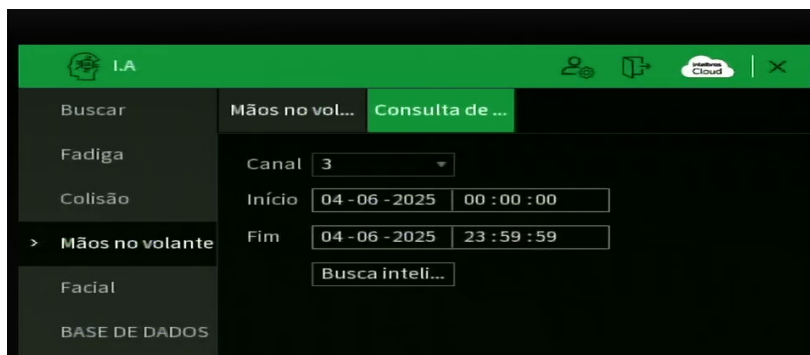 I.A
intelbras
Cloud
Buscar
Fadiga
Colisão
> Mãos no volante
Facial
BASE DE DADOS
Mãos no vol...
Consulta de ...
Canal 3
Início 04-06-2025 00:00:00
Fim 04-06-2025 23:59:59
Busca inteli...